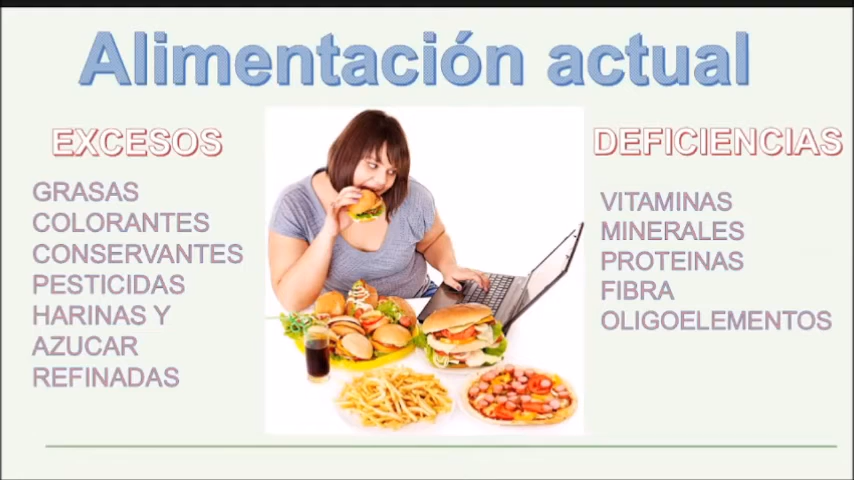 Alimentación actual
EXCESOS
GRASAS
COLORANTES
CONSERVANTES
PESTICIDAS
HARINAS Y
AZUCAR
REFINADAS
DEFICIENCIAS
VITAMINAS
MINERALES
PROTEINAS
FIBRA
OLIGOELEMENTOS